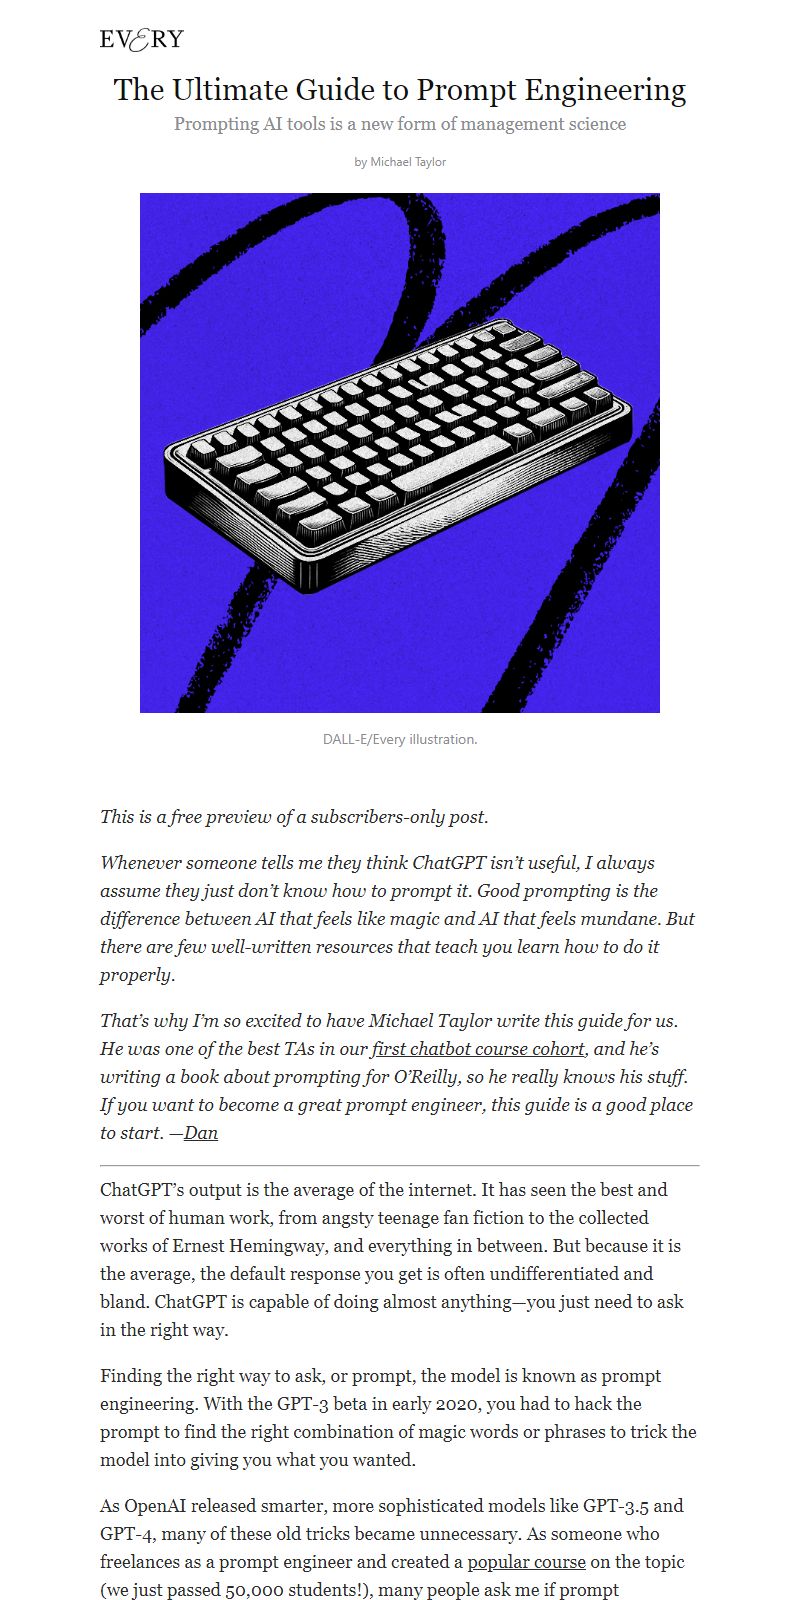 EVERY
The Ultimate Guide to Prompt Engineering
Prompting AI tools is a new form of management science
by Michael Taylor
DALL-E/Every illustration.
This is a free preview of a subscribers-only post.
Whenever someone tells me they think ChatGPT isn’t useful, I always
assume they just don’t know how to prompt it. Good prompting is the
difference between AI that feels like magic and AI that feels mundane. But
there are few well-written resources that teach you learn how to do it
properly.
That’s why I’m so excited to have Michael Taylor write this guide for us.
He was one of the best TAs in our first chatbot course cohort, and he’s
writing a book about prompting for O’Reilly, so he really knows his stuff.
If you want to become a great prompt engineer, this guide is a good place
to start. —Dan
ChatGPT’s output is the average of the internet. It has seen the best and
worst of human work, from angsty teenage fan fiction to the collected
works of Ernest Hemingway, and everything in between. But because it is
the average, the default response you get is often undifferentiated and
bland. ChatGPT is capable of doing almost anything—you just need to ask
in the right way.
Finding the right way to ask, or prompt, the model is known as prompt
engineering. With the GPT-3 beta in early 2020, you had to hack the
prompt to find the right combination of magic words or phrases to trick the
model into giving you what you wanted.
As OpenAI released smarter, more sophisticated models like GPT-3.5 and
GPT-4, many of these old tricks became unnecessary. As someone who
freelances as a prompt engineer and created a popular course on the topic
(we just passed 50,000 students!), many people ask me if prompt